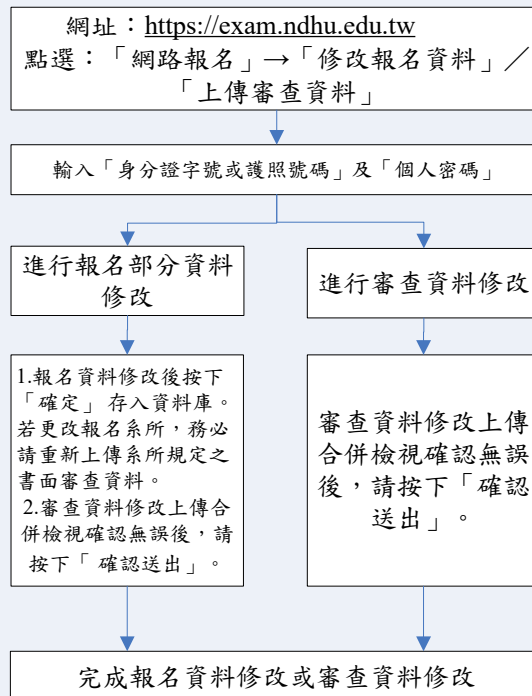 網址：https://exam.ndhu.edu.tw
點選：「網路報名」→「修改報名資料」／
「上傳審查資料」
輸入「身分證字號或護照號碼」及「個人密碼」
進行報名部分資料
修改
進行審查資料修改
1.報名資料修改後按下
「確定」存入資料庫。
若更改報名系所，務必
請重新上傳系所規定之
書面審查資料。
2.審查資料修改上傳合
併檢視確認無誤後，請
按下「 確認送出」。
審查資料修改上傳
合併檢視確認無誤
後，請按下「確認
送出」。
完成報名資料修改或審查資料修改